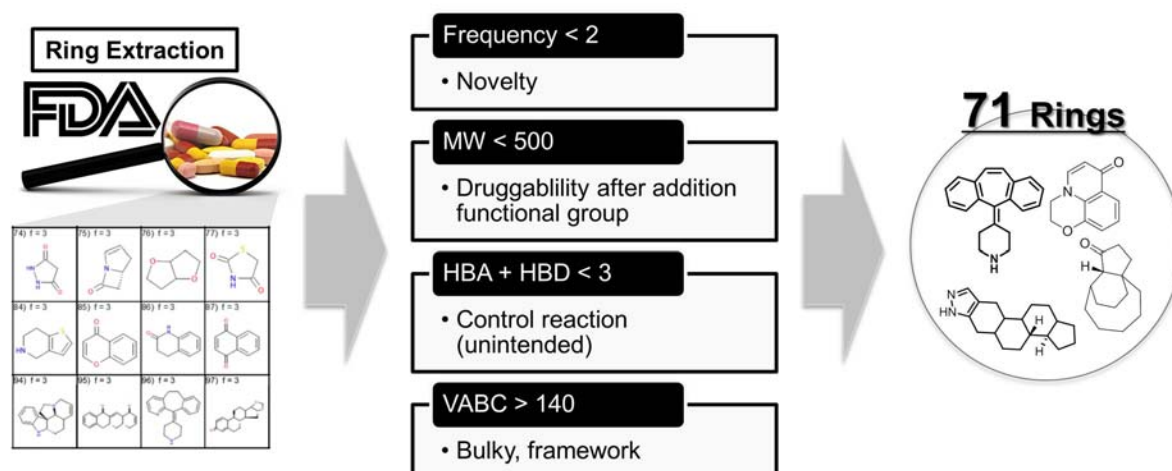 Ring Extraction
FDA
74) f = 3
75) f = 3
76) f = 3
77) f = 3
84) f = 3
85) f = 3
86) f = 3
87) f = 3
94) f = 3
95) f = 3
96) f = 3
97) f = 3
Frequency < 2
• Novelty
MW < 500
• Druggablility after addition
functional group
HBA + HBD < 3
• Control reaction
(unintended)
VABC > 140
• Bulky, framework
71 Rings
O
N
O
N
H
O
H
N
HN
H
H